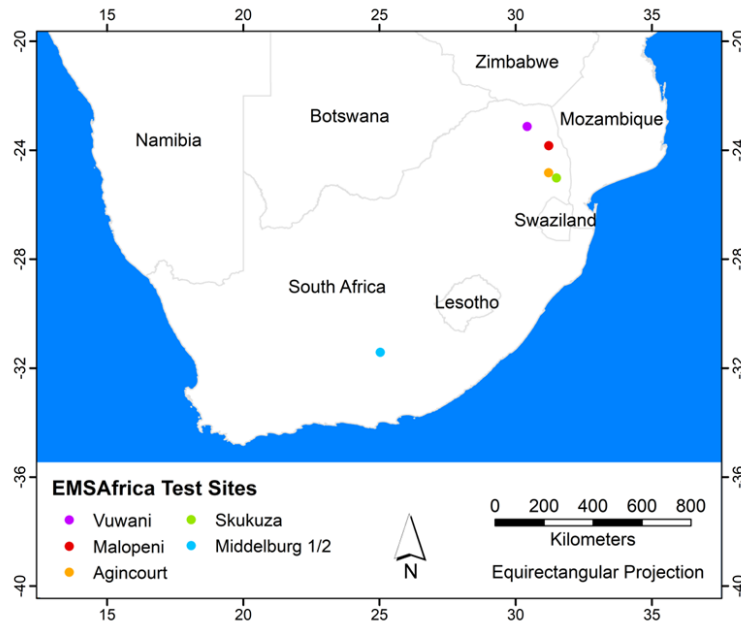 15 20 25 30 35
-20 -20
Zimbabwe
Botswana
Mozambique
Namibia
-24 -24
Swaziland
-28 -28
South Africa
Lesotho
-32 -32
-36 -36
EMSAfrica Test Sites
Vuwani Skukuza
Malopeni Middelburg 1/2
Agincourt
N
0 200 400 600 800
Kilometers
Equirectangular Projection
-40 -40
15 20 25 30 35